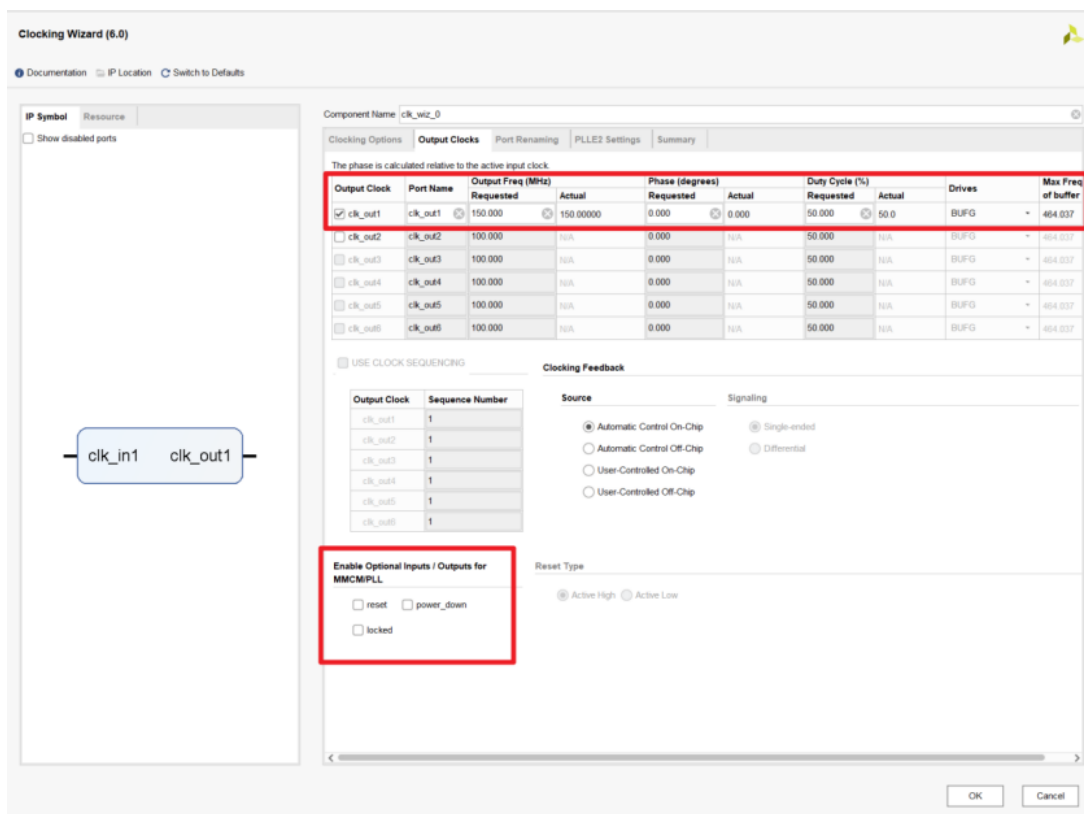 Clocking Wizard (6.0)
Documentation IP Location Switch to Defaults
IP Symbol Resource
Show disabled ports
clk_in1 clk_out1
Component Name clk_wiz_0
Clocking Options Output Clocks Port Renaming PLLE2 Settings Summary
The phase is calculated relative to the active input clock.
Output Clock Port Name Output Freq (MHz) Phase (degrees) Duty Cycle (%) Drives Max Freq
Requested Actual Requested Actual Requested Actual of buffer
clk_out1 clk_out1 150.000 150.00000 0.000 0.000 50.000 50.0 BUFG 464.037
clk_out2 clk_out2 100.000 N/A 0.000 N/A 50.000 N/A BUFG 464.037
clk_out3 clk_out3 100.000 N/A 0.000 N/A 50.000 N/A BUFG 464.037
clk_out4 clk_out4 100.000 N/A 0.000 N/A 50.000 N/A BUFG 464.037
clk_out5 clk_out5 100.000 N/A 0.000 N/A 50.000 N/A BUFG 464.037
clk_out6 clk_out6 100.000 N/A 0.000 N/A 50.000 N/A BUFG 464.037
USE CLOCK SEQUENCING
Output Clock Sequence Number
clk_out1 1
clk_out2 1
clk_out3 1
clk_out4 1
clk_out5 1
clk_out6 1
Clocking Feedback
Source Signaling
Automatic Control On-Chip Single-ended
Automatic Control Off-Chip Differential
User-Controlled On-Chip
User-Controlled Off-Chip
Enable Optional Inputs / Outputs for
MMCM/PLL
reset power_down
locked
Reset Type
Active High Active Low
OK Cancel